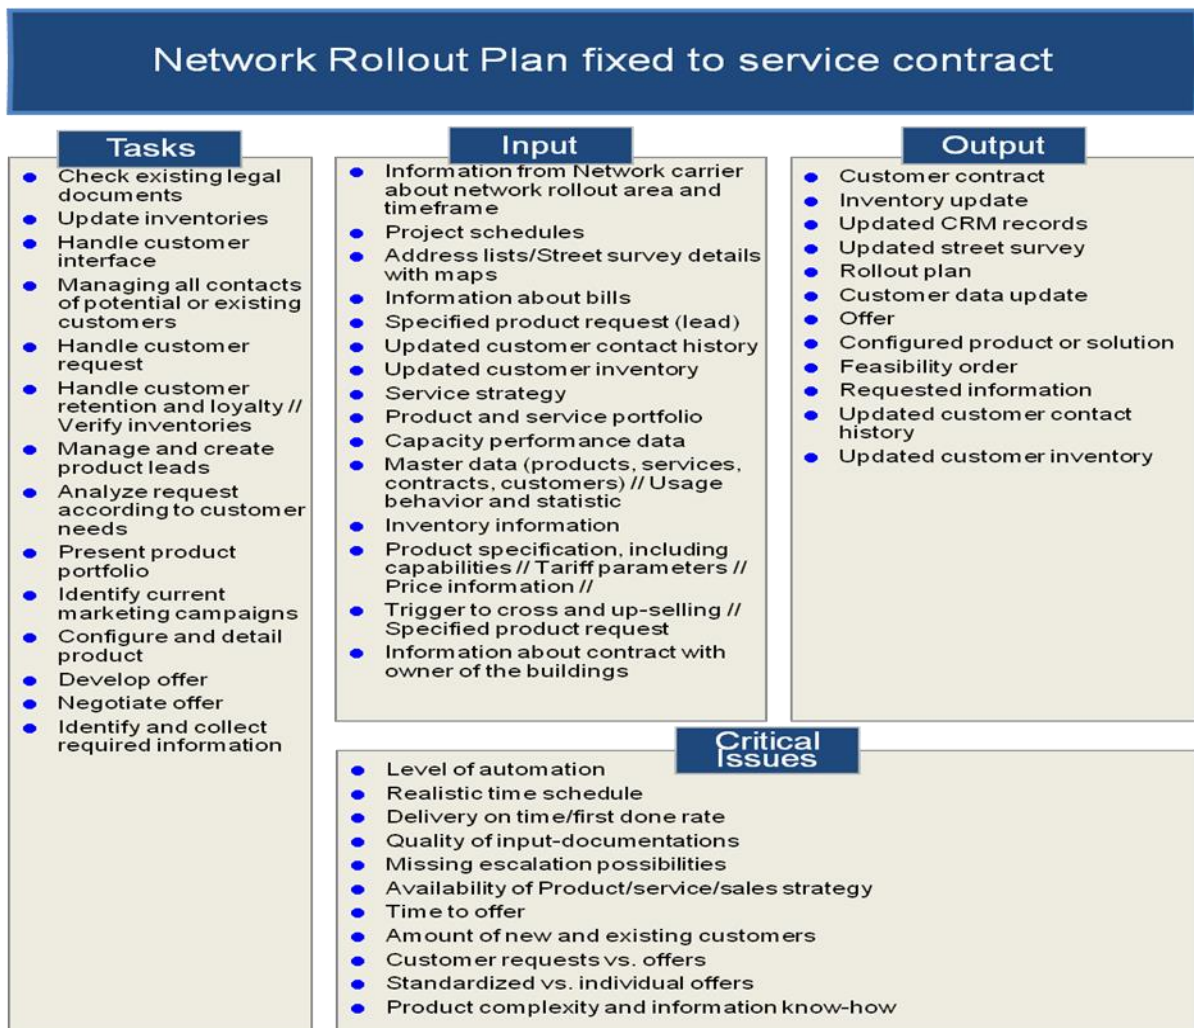 Network Rollout Plan fixed to service contract
Tasks
Check existing legal
documents
Update inventories
Handle customer
interface
Managing all contacts
of potential or existing
customers
Handle customer
request
Handle customer
retention and loyalty //
Verify inventories
Manage and create
product leads
Analyze request
according to customer
needs
Present product
portfolio
Identify current
marketing campaigns
Configure and detail
product
Develop offer
Negotiate offer
Identify and collect
required information
Input
Information from Network carrier
about network rollout area and
timeframe
Project schedules
Address lists/Street survey details
with maps
Information about bills
Specified product request (lead)
Updated customer contact history
Updated customer inventory
Service strategy
Product and service portfolio
Capacity performance data
Master data (products, services,
contracts, customers) // Usage
behavior and statistic
Inventory information
Product specification, including
capabilities // Tariff parameters //
Price information //
Trigger to cross and up-selling //
Specified product request
Information about contract with
owner of the buildings
Output
Customer contract
Inventory update
Updated CRM records
Updated street survey
Rollout plan
Customer data update
Offer
Configured product or solution
Feasibility order
Requested information
Updated customer contact
history
Updated customer inventory
Critical
Issues
Level of automation
Realistic time schedule
Delivery on time/first done rate
Quality of input-documentations
Missing escalation possibilities
Availability of Product/service/sales strategy
Time to offer
Amount of new and existing customers
Customer requests vs. offers
Standardized vs. individual offers
Product complexity and information know-how